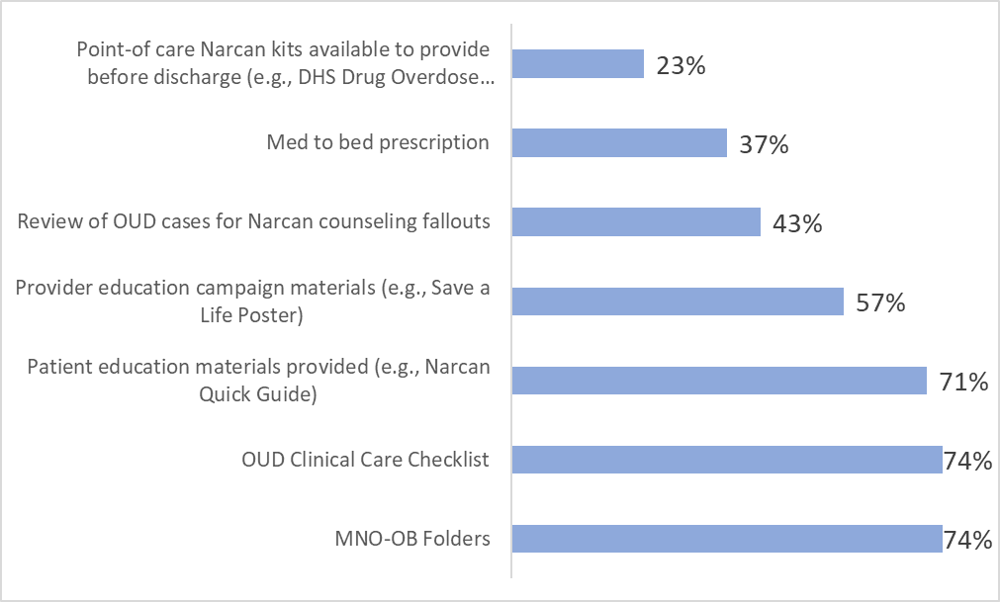 Point-of care Narcan kits available to provide
before discharge (e.g., DHS Drug Overdose...
23%
Med to bed prescription
37%
Review of OUD cases for Narcan counseling fallouts
43%
Provider education campaign materials (e.g., Save a
Life Poster)
57%
Patient education materials provided (e.g., Narcan
Quick Guide)
71%
OUD Clinical Care Checklist
74%
MNO-OB Folders
74%